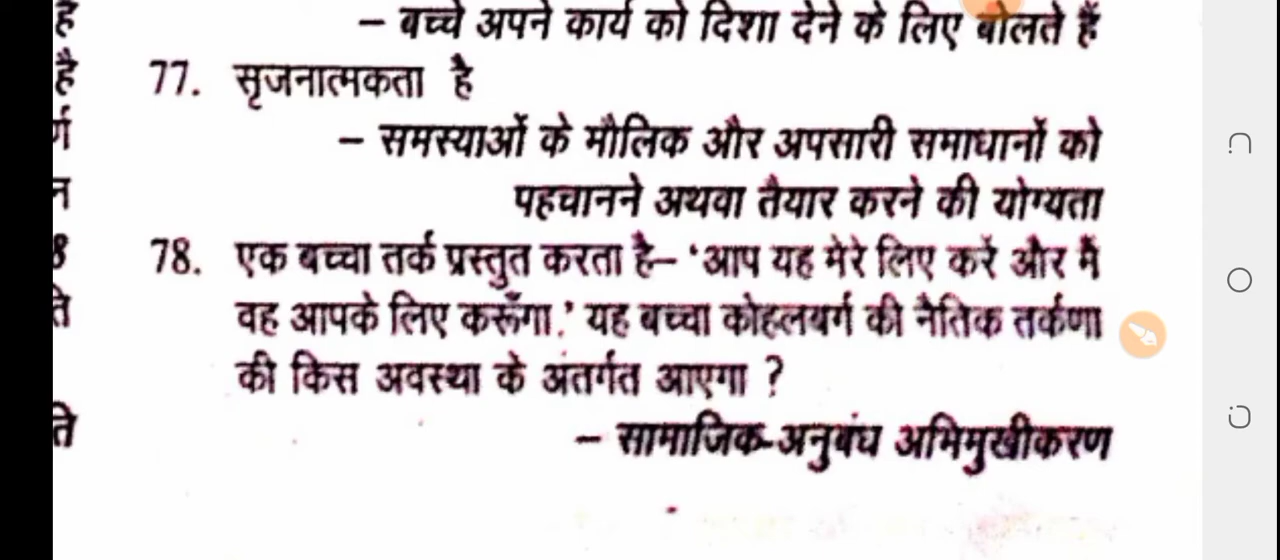 है
– बच्चे अपने कार्य को दिशा देने के लिए बोलते हैं
है
77. सृजनात्मकता है
र्ग
– समस्याओं के मौलिक और अपसारी समाधानों को
न
पहचानने अथवा तैयार करने की योग्यता
78. एक बच्चा तर्क प्रस्तुत करता है– 'आप यह मेरे लिए करें और मैं
ते
वह आपके लिए करूँगा.' यह बच्चा कोहलबर्ग की नैतिक तर्कणा
की किस अवस्था के अंतर्गत आएगा ?
ते
– सामाजिक-अनुबंध अभिमुखीकरण